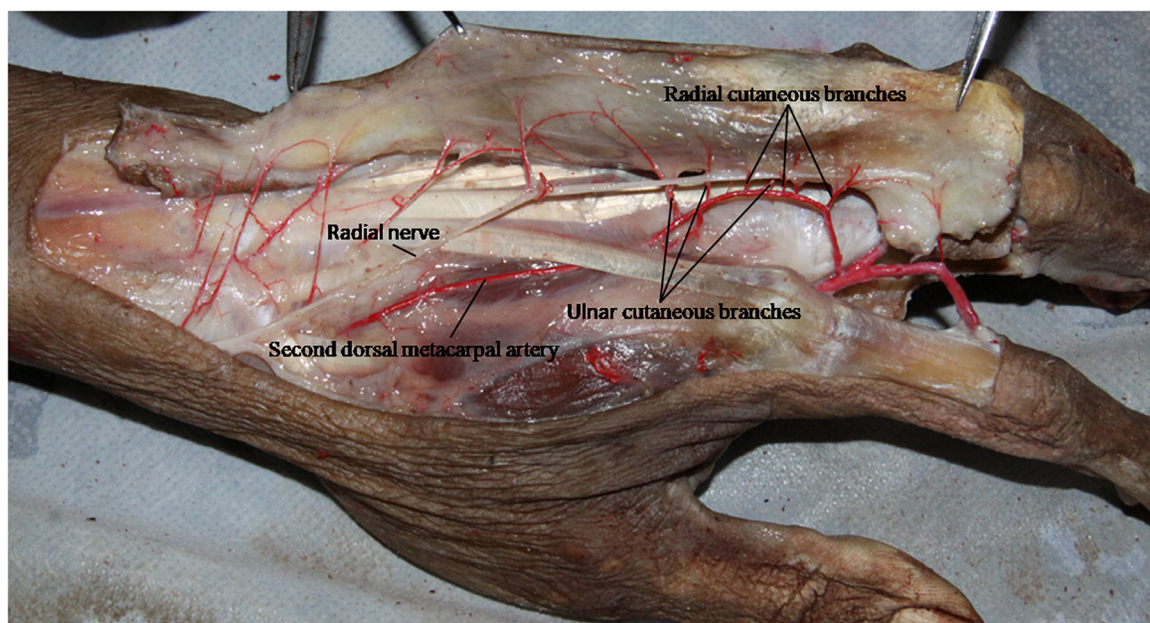 Radial cutaneous branches
Radial nerve
Ulnar cutaneous branches
Second dorsal metacarpal artery